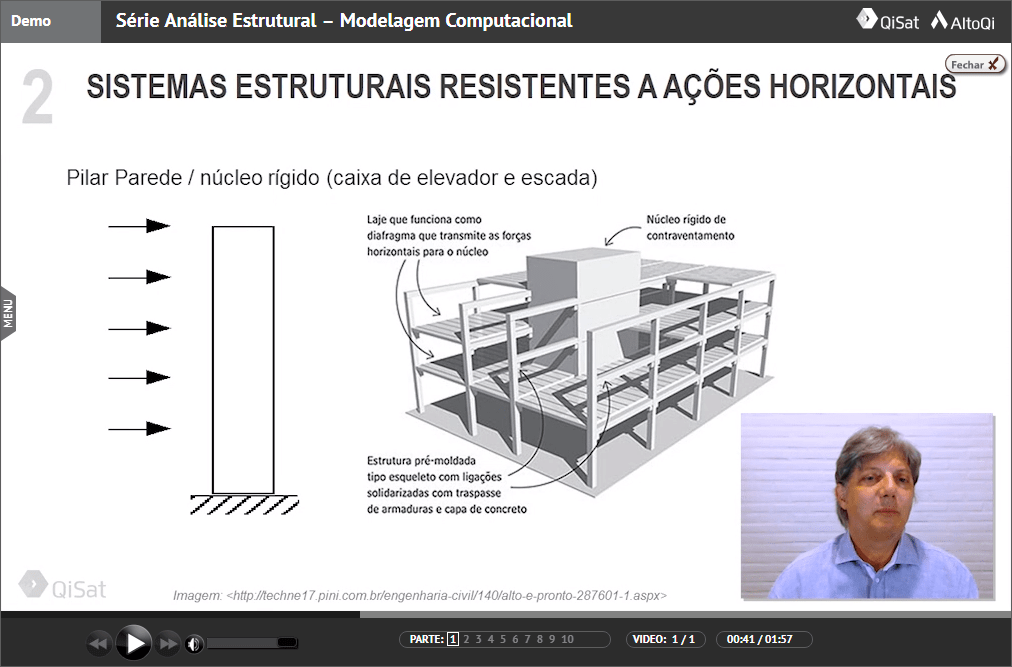 Demo
Série Análise Estrutural – Modelagem Computacional
QiSat
AltoQi
Fechar
2
SISTEMAS ESTRUTURAIS RESISTENTES A AÇÕES HORIZONTAIS
Pilar Parede / núcleo rígido (caixa de elevador e escada)
Laje que funciona como
diafragma que transmite as forças
horizontais para o núcleo
Núcleo rígido de
contraventamento
MENU
Estrutura pré-moldada
tipo esqueleto com ligações
solidarizadas com traspasse
de armaduras e capa de concreto
QiSat
Imagem: <http://techne17.pini.com.br/engenharia-civil/140/alto-e-pronto-287601-1.aspx>
PARTE: 1 2 3 4 5 6 7 8 9 10
VIDEO: 1 / 1
00:41 / 01:57